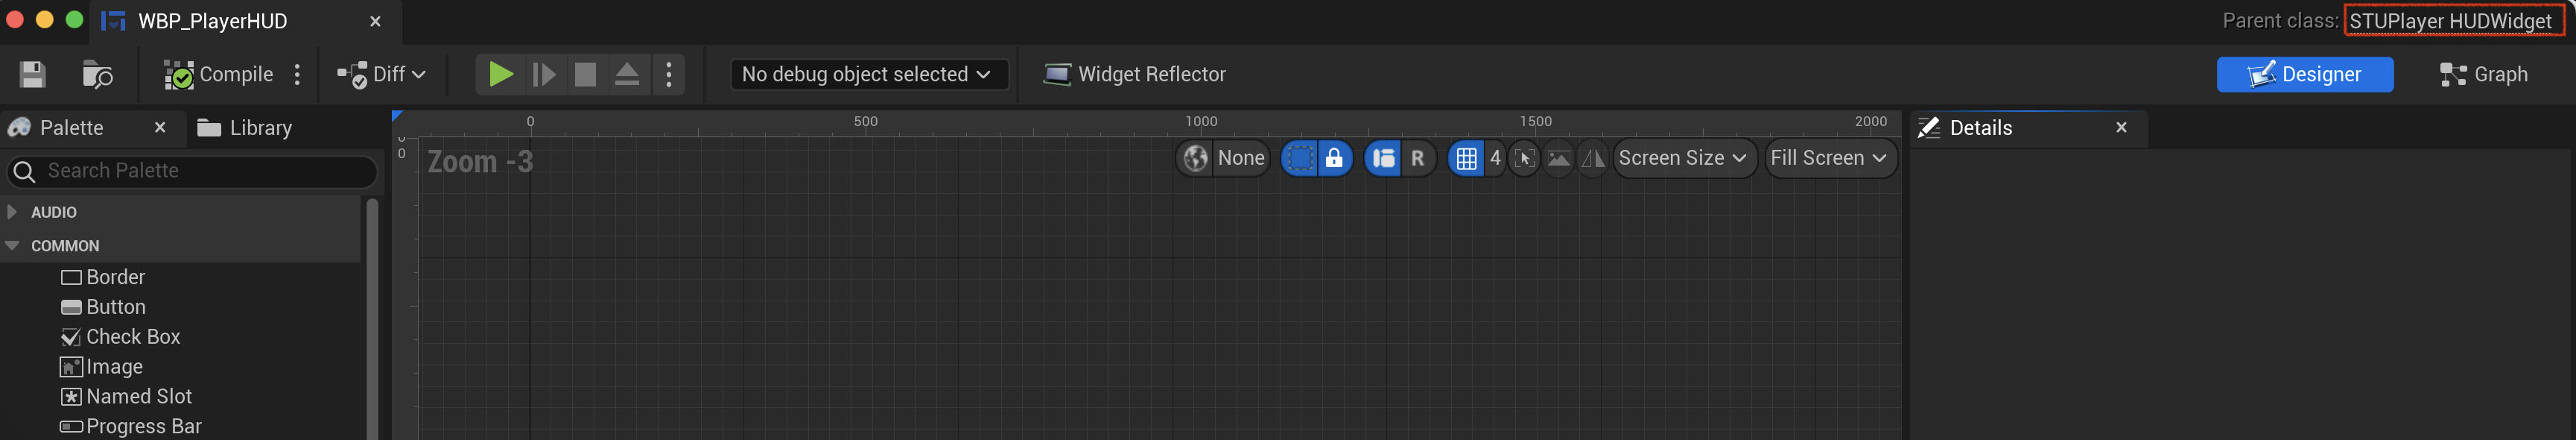 WBP_PlayerHUD
Parent class: STUPlayer HUDWidget
Compile Diff No debug object selected Widget Reflector Designer Graph
Palette Library Details
0 500 1000 1500 2000
0
Search Palette
Zoom -3 None R 4 Screen Size Fill Screen
AUDIO
COMMON
Border
Button
Check Box
Image
Named Slot
Progress Bar